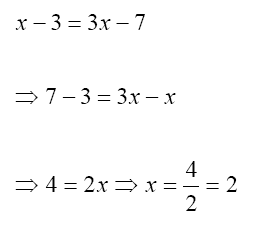 x − 3 = 3x − 7
⇒ 7 − 3 = 3x − x
⇒ 4 = 2x ⇒ x = 4/2 = 2